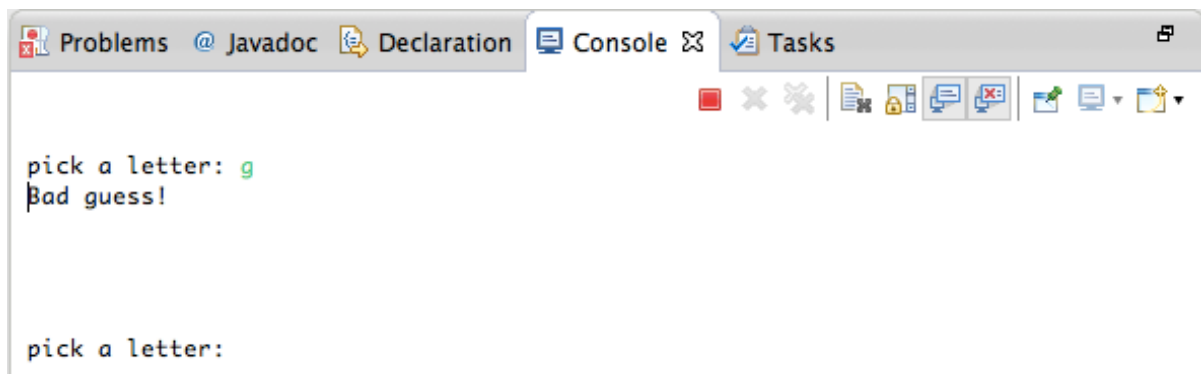 Problems @ Javadoc Declaration Console Tasks
pick a letter: g
Bad guess!
pick a letter: